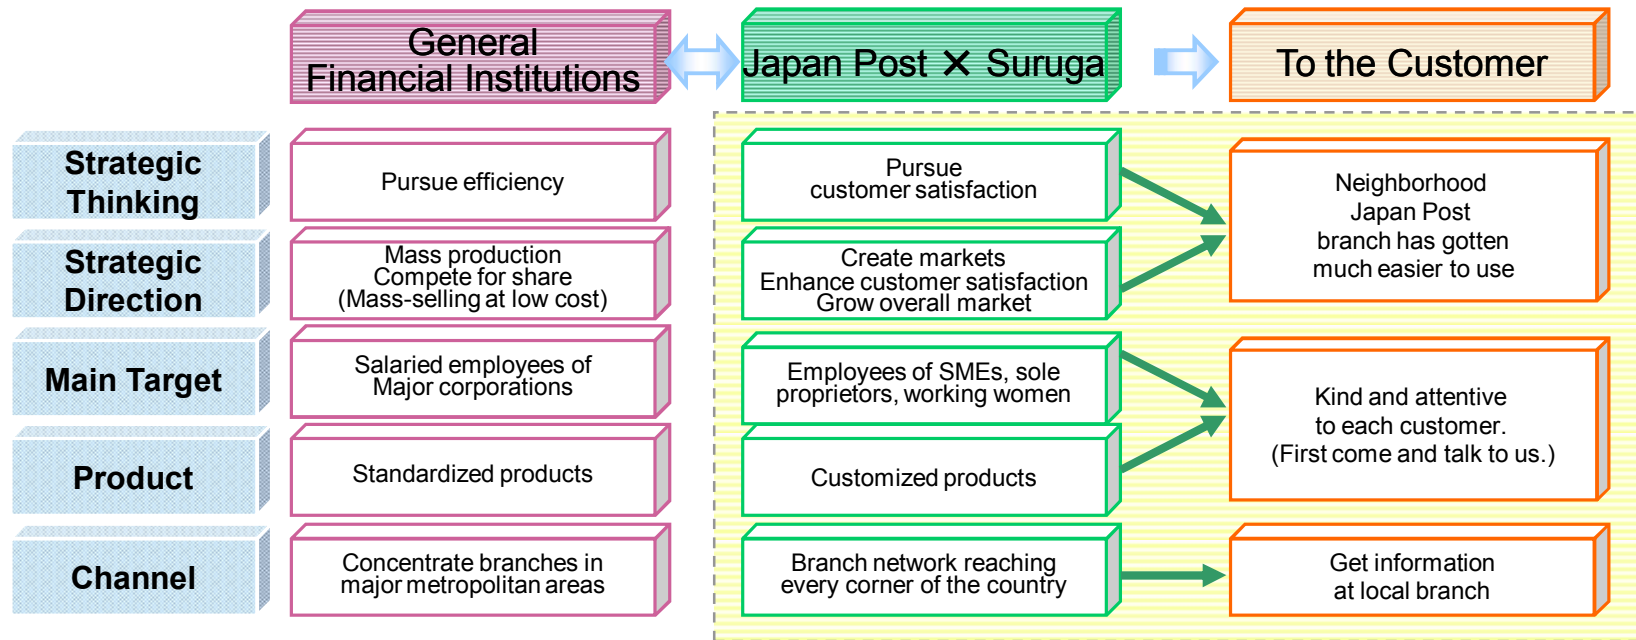 General
Financial Institutions
Japan Post × Suruga
To the Customer
Strategic
Thinking
Pursue efficiency
Pursue
customer satisfaction
Neighborhood
Japan Post
branch has gotten
much easier to use
Strategic
Direction
Mass production
Compete for share
(Mass-selling at low cost)
Create markets
Enhance customer satisfaction
Grow overall market
Main Target
Salaried employees of
Major corporations
Employees of SMEs, sole
proprietors, working women
Kind and attentive
to each customer.
(First come and talk to us.)
Product
Standardized products
Customized products
Channel
Concentrate branches in
major metropolitan areas
Branch network reaching
every corner of the country
Get information
at local branch